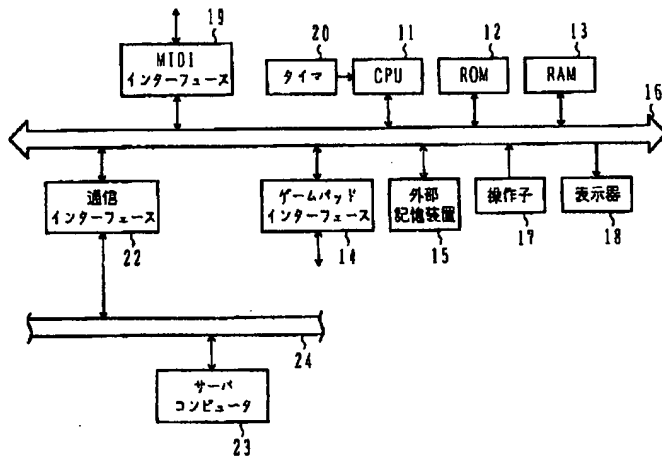 19
MIDI
インターフェース
20
タイマ
11
CPU
12
ROM
13
RAM
16
通信
インターフェース
22
ゲームパッド
インターフェース
14
外部
記憶装置
15
操作子
17
表示器
18
24
サーバ
コンピュータ
23